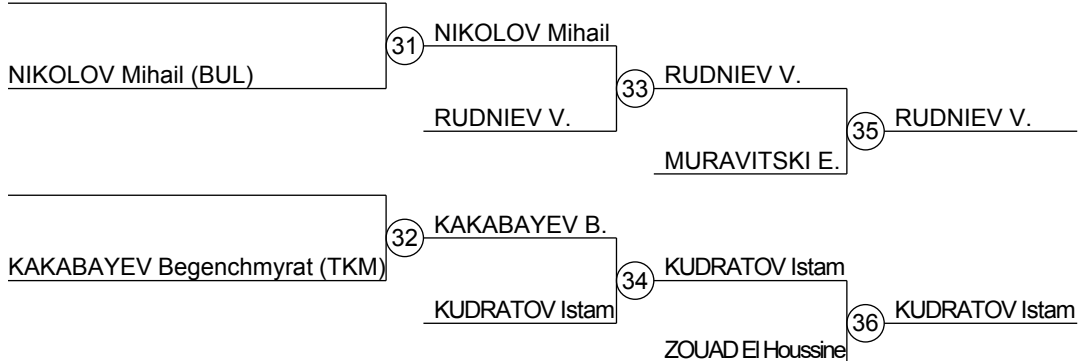 31 NIKOLOV Mihail
NIKOLOV Mihail (BUL)
33 RUDNIEV V.
RUDNIEV V.
35 RUDNIEV V.
MURAVITSKI E.
32 KAKABAYEV B.
KAKABAYEV Begenchmyrat (TKM)
34 KUDRATOV Istam
KUDRATOV Istam
36 KUDRATOV Istam
ZOUAD El Houssine